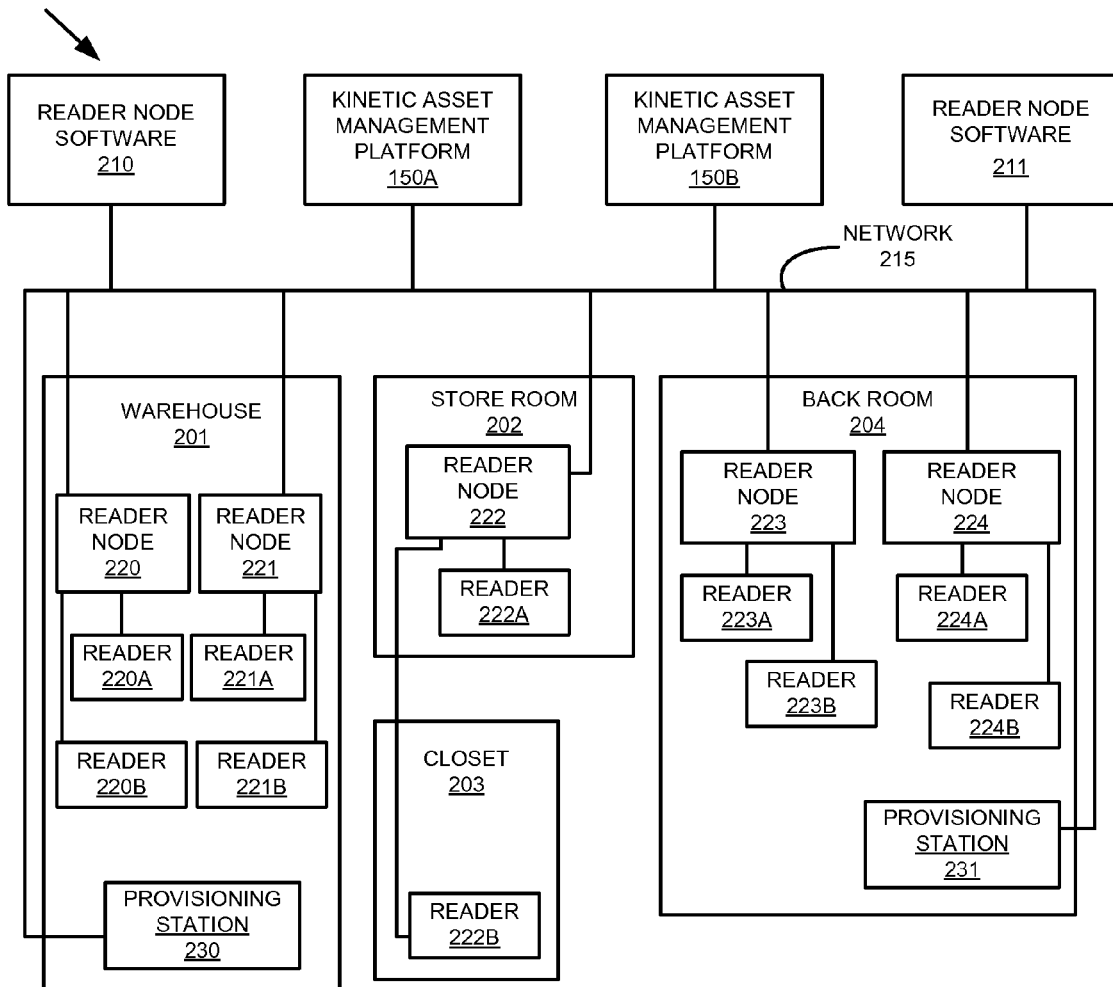 READER NODE
SOFTWARE
210
KINETIC ASSET
MANAGEMENT
PLATFORM
150A
KINETIC ASSET
MANAGEMENT
PLATFORM
150B
READER NODE
SOFTWARE
211
NETWORK
215
WAREHOUSE
201
READER
NODE
220
READER
NODE
221
READER
220A
READER
221A
READER
220B
READER
221B
PROVISIONING
STATION
230
STORE ROOM
202
READER
NODE
222
READER
222A
CLOSET
203
READER
222B
BACK ROOM
204
READER
NODE
223
READER
NODE
224
READER
223A
READER
224A
READER
223B
READER
224B
PROVISIONING
STATION
231